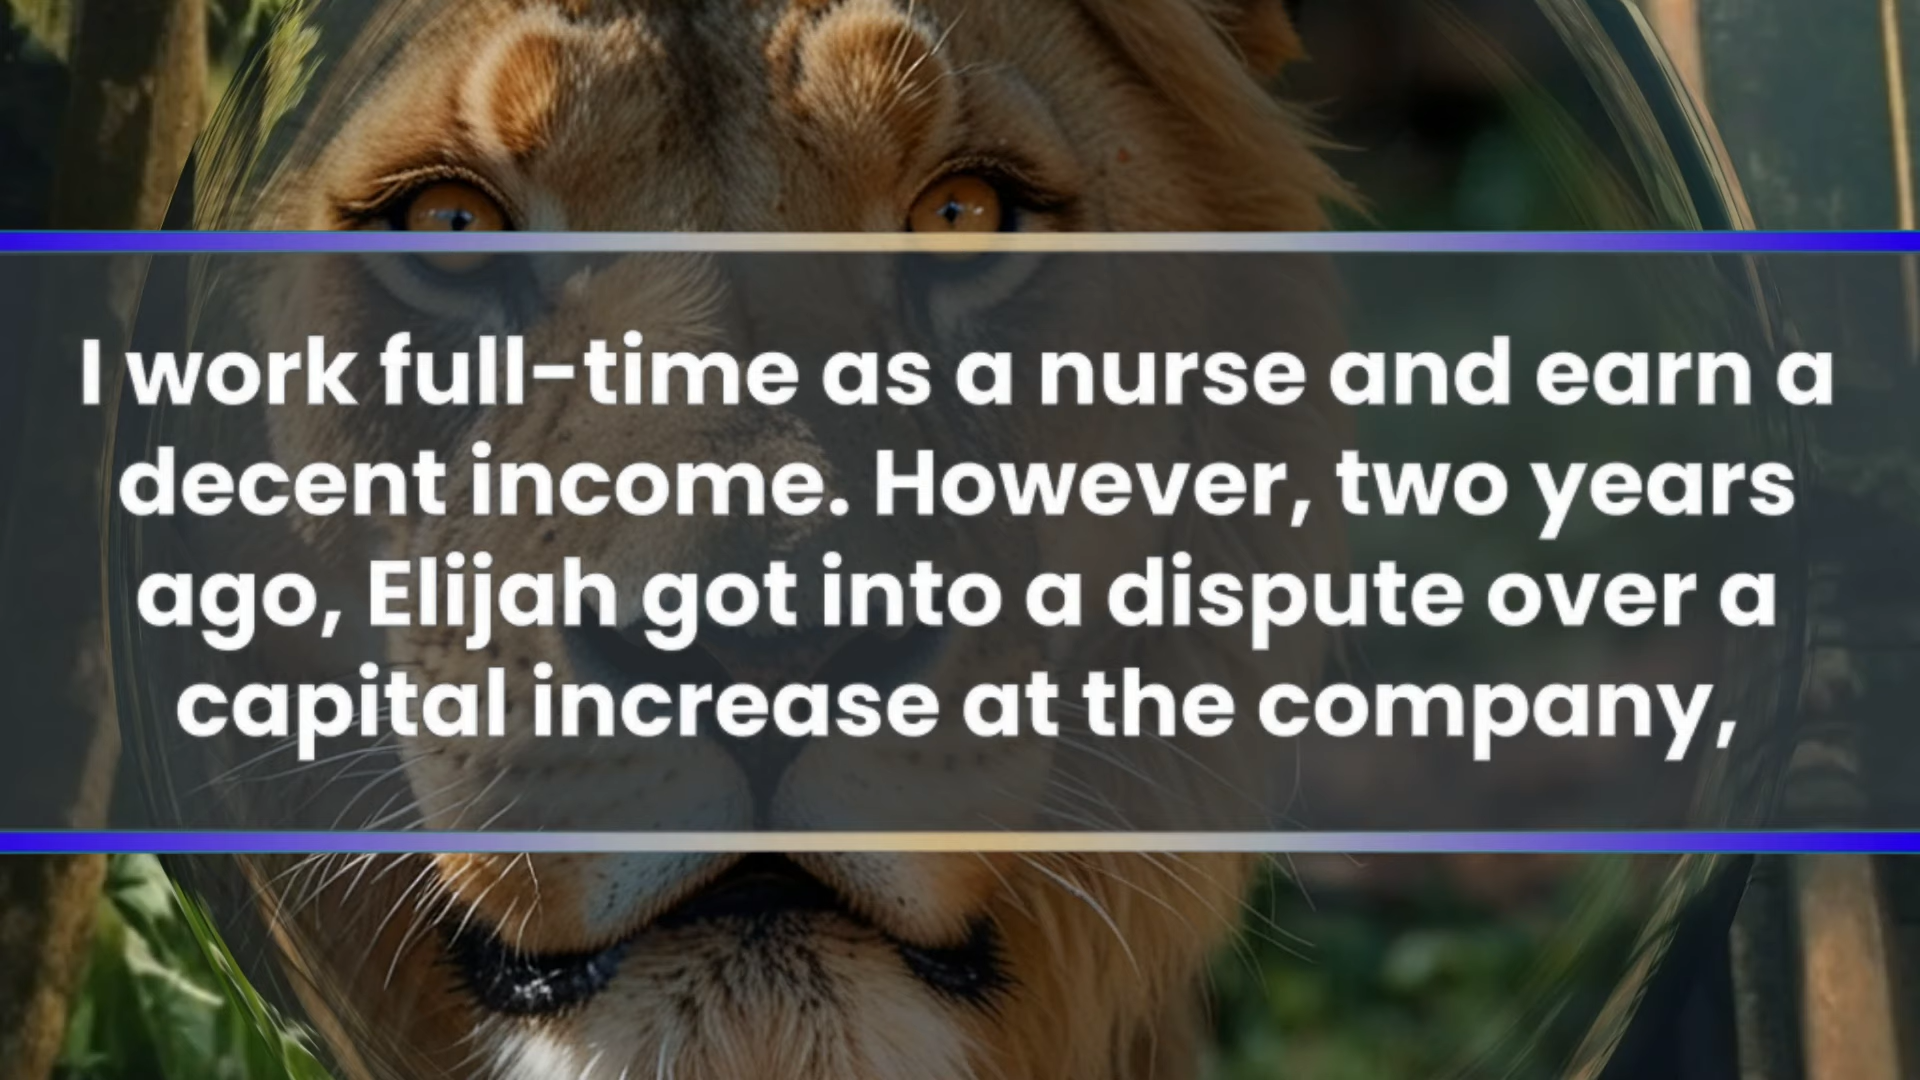 I work full-time as a nurse and earn a
decent income. However, two years
ago, Elijah got into a dispute over a
capital increase at the company,